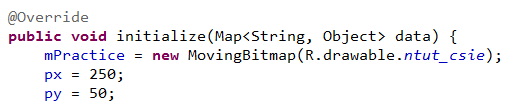 @Override
public void initialize(Map<String, Object> data) {
    mPractice = new MovingBitmap(R.drawable.ntut_csie);
    px = 250;
    py = 50;